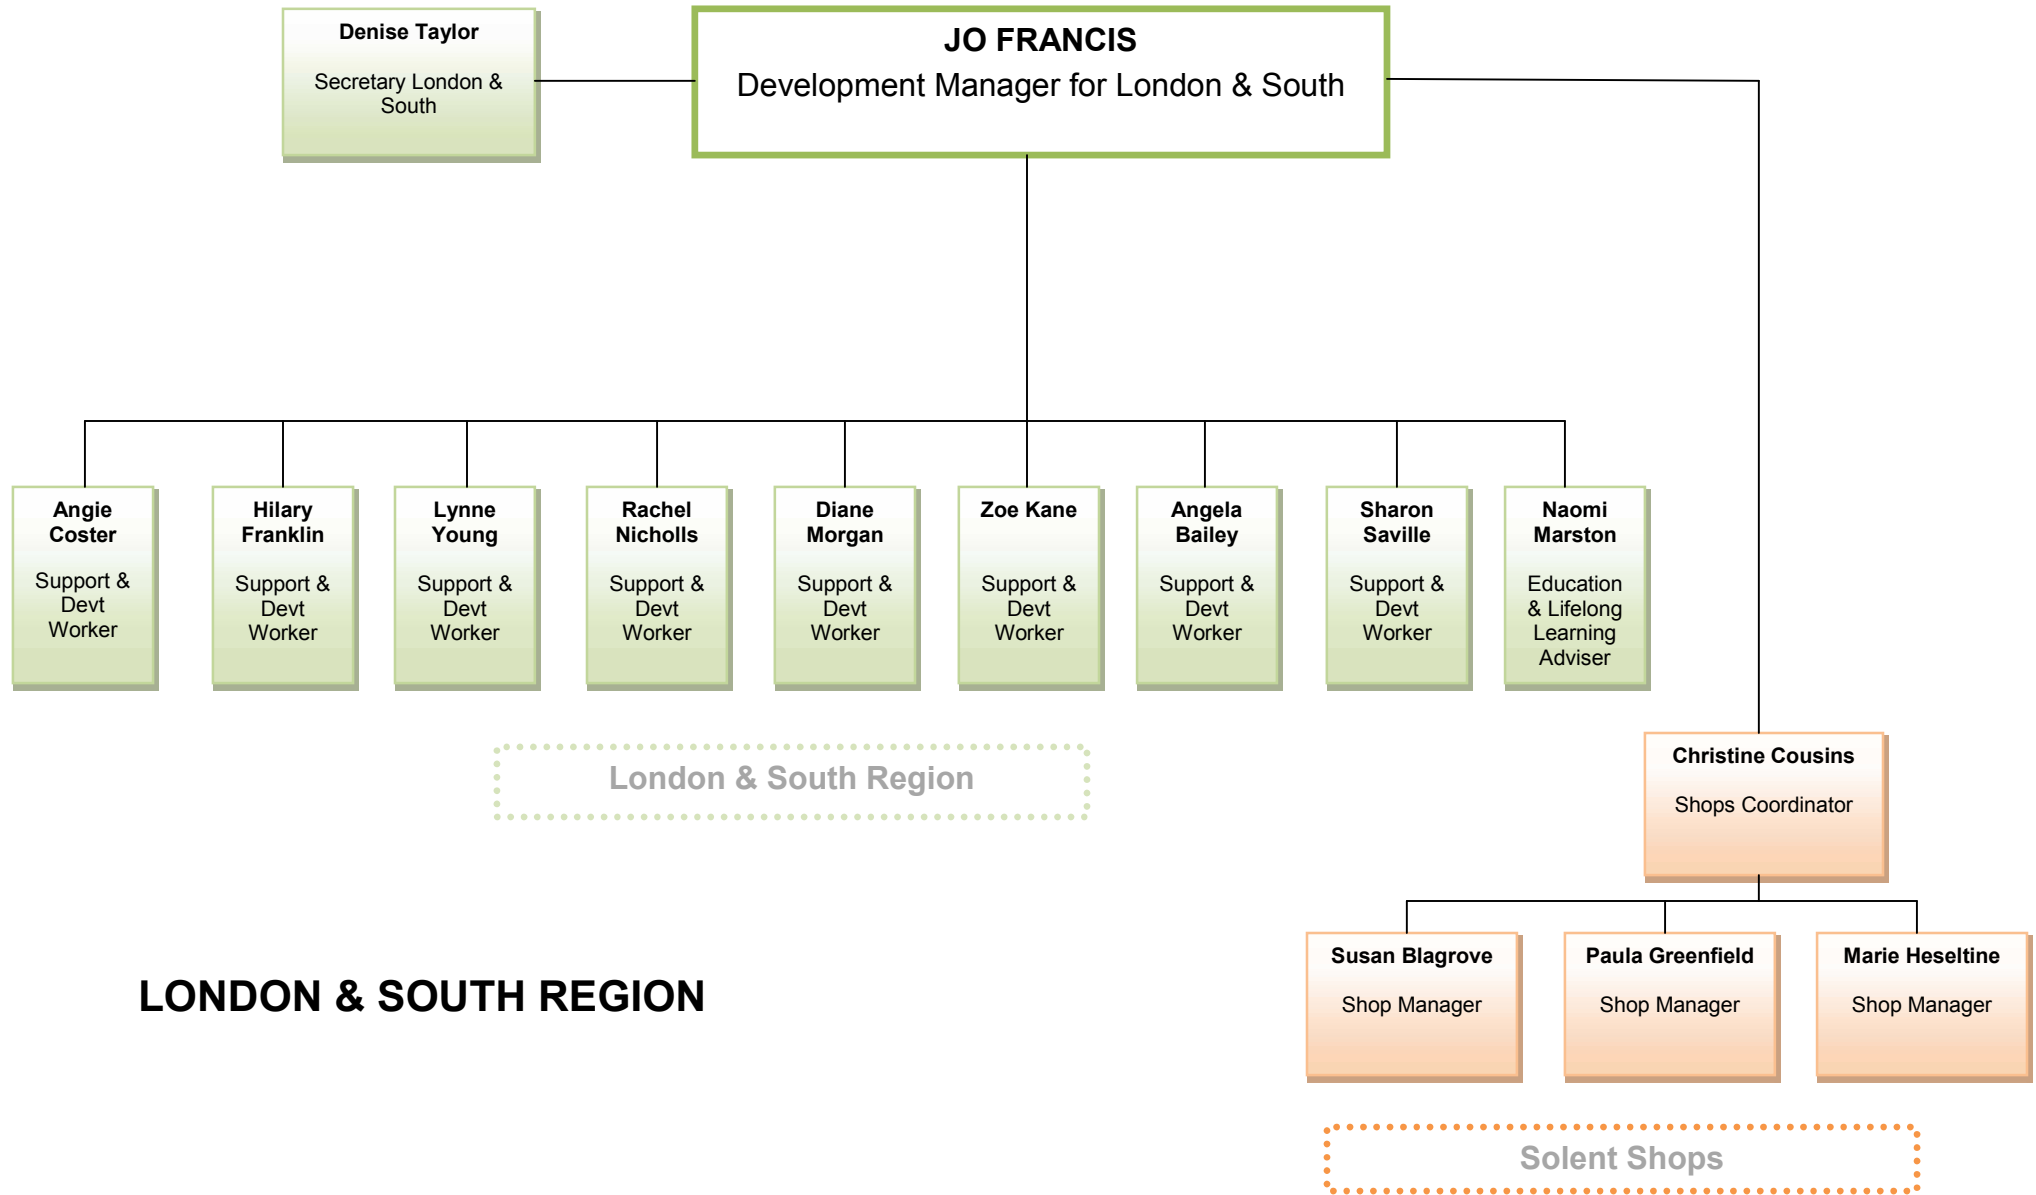 Denise Taylor
Secretary London &
South
JO FRANCIS
Development Manager for London & South
Angie
Coster
Support &
Devt
Worker
Hilary
Franklin
Support &
Devt
Worker
Lynne
Young
Support &
Devt
Worker
Rachel
Nicholls
Support &
Devt
Worker
Diane
Morgan
Support &
Devt
Worker
Zoe Kane
Support &
Devt
Worker
Angela
Bailey
Support &
Devt
Worker
Sharon
Saville
Support &
Devt
Worker
Naomi
Marston
Education
& Lifelong
Learning
Adviser
London & South Region
Christine Cousins
Shops Coordinator
Susan Blagrove
Shop Manager
Paula Greenfield
Shop Manager
Marie Heseltine
Shop Manager
LONDON & SOUTH REGION
Solent Shops